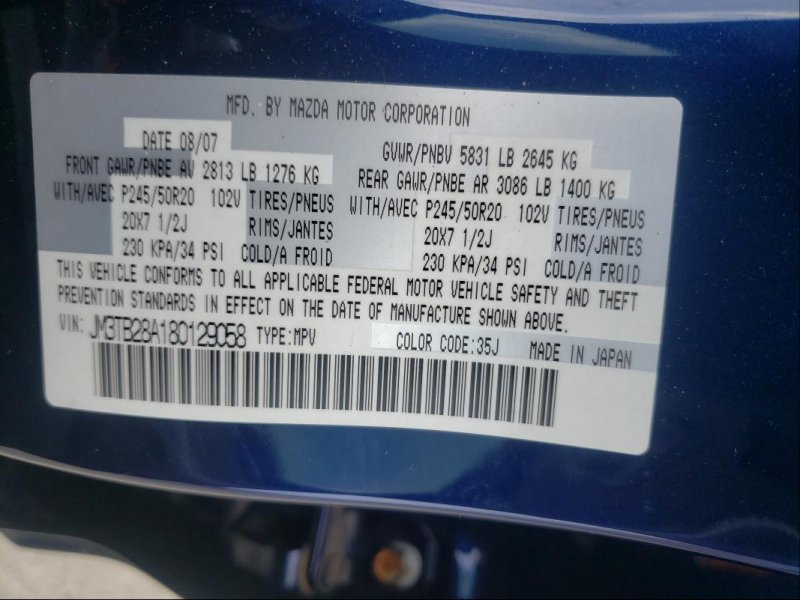 MFD. BY MAZDA MOTOR CORPORATION
DATE 08/07 GVWR/PNBV 5831 LB 2645 KG
FRONT GAWR/PNBE AV 2813 LB 1276 KG REAR GAWR/PNBE AR 3086 LB 1400 KG
WITH/AVEC P245/50R20 102V TIRES/PNEUS WITH/AVEC P245/50R20 102V TIRES/PNEUS
20X7 1/2J RIMS/JANTES 20X7 1/2J RIMS/JANTES
230 KPA/34 PSI COLD/A FROID 230 KPA/34 PSI COLD/A FROID
THIS VEHICLE CONFORMS TO ALL APPLICABLE FEDERAL MOTOR VEHICLE SAFETY AND THEFT
PREVENTION STANDARDS IN EFFECT ON THE DATE OF MANUFACTURE SHOWN ABOVE.
VIN: JM3TB28A180129058 TYPE:MPV COLOR CODE:35J MADE IN JAPAN